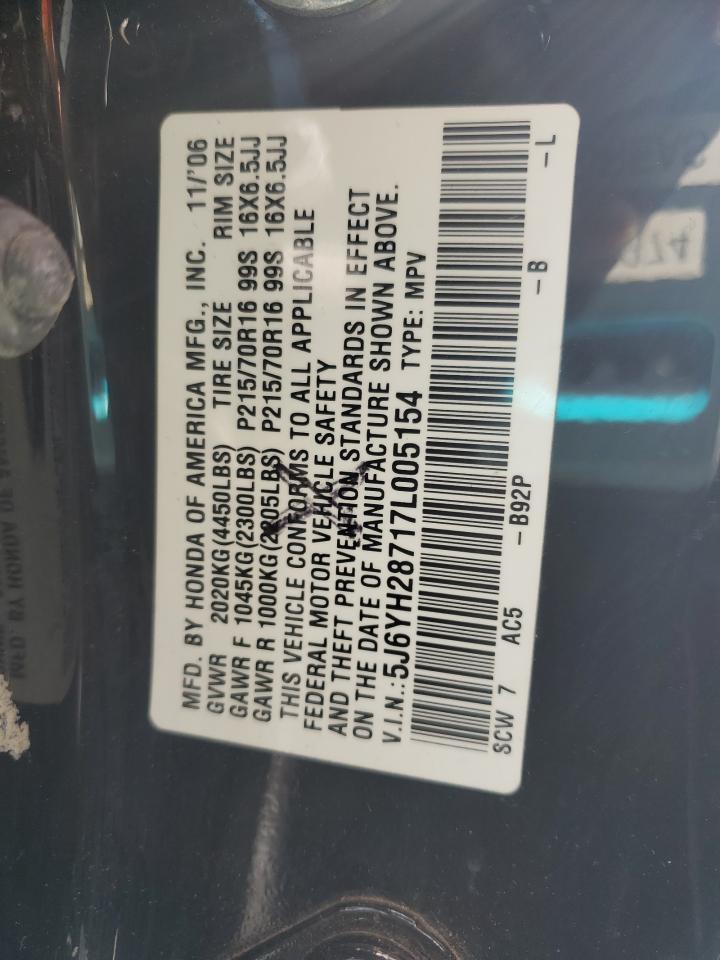 MFD. BY HONDA OF AMERICA MFG., INC. 11/'06
GVWR 2020KG(4450LBS) TIRE SIZE RIM SIZE
GAWR F 1045KG(2300LBS) P215/70R16 99S 16X6.5JJ
GAWR R 1000KG(2205LBS) P215/70R16 99S 16X6.5JJ
THIS VEHICLE CONFORMS TO ALL APPLICABLE
FEDERAL MOTOR VEHICLE SAFETY
AND THEFT PREVENTION STANDARDS IN EFFECT
ON THE DATE OF MANUFACTURE SHOWN ABOVE.
V.I.N.:5J6YH28717L005154 TYPE: MPV
SCW 7 AC5 -B92P -B -L